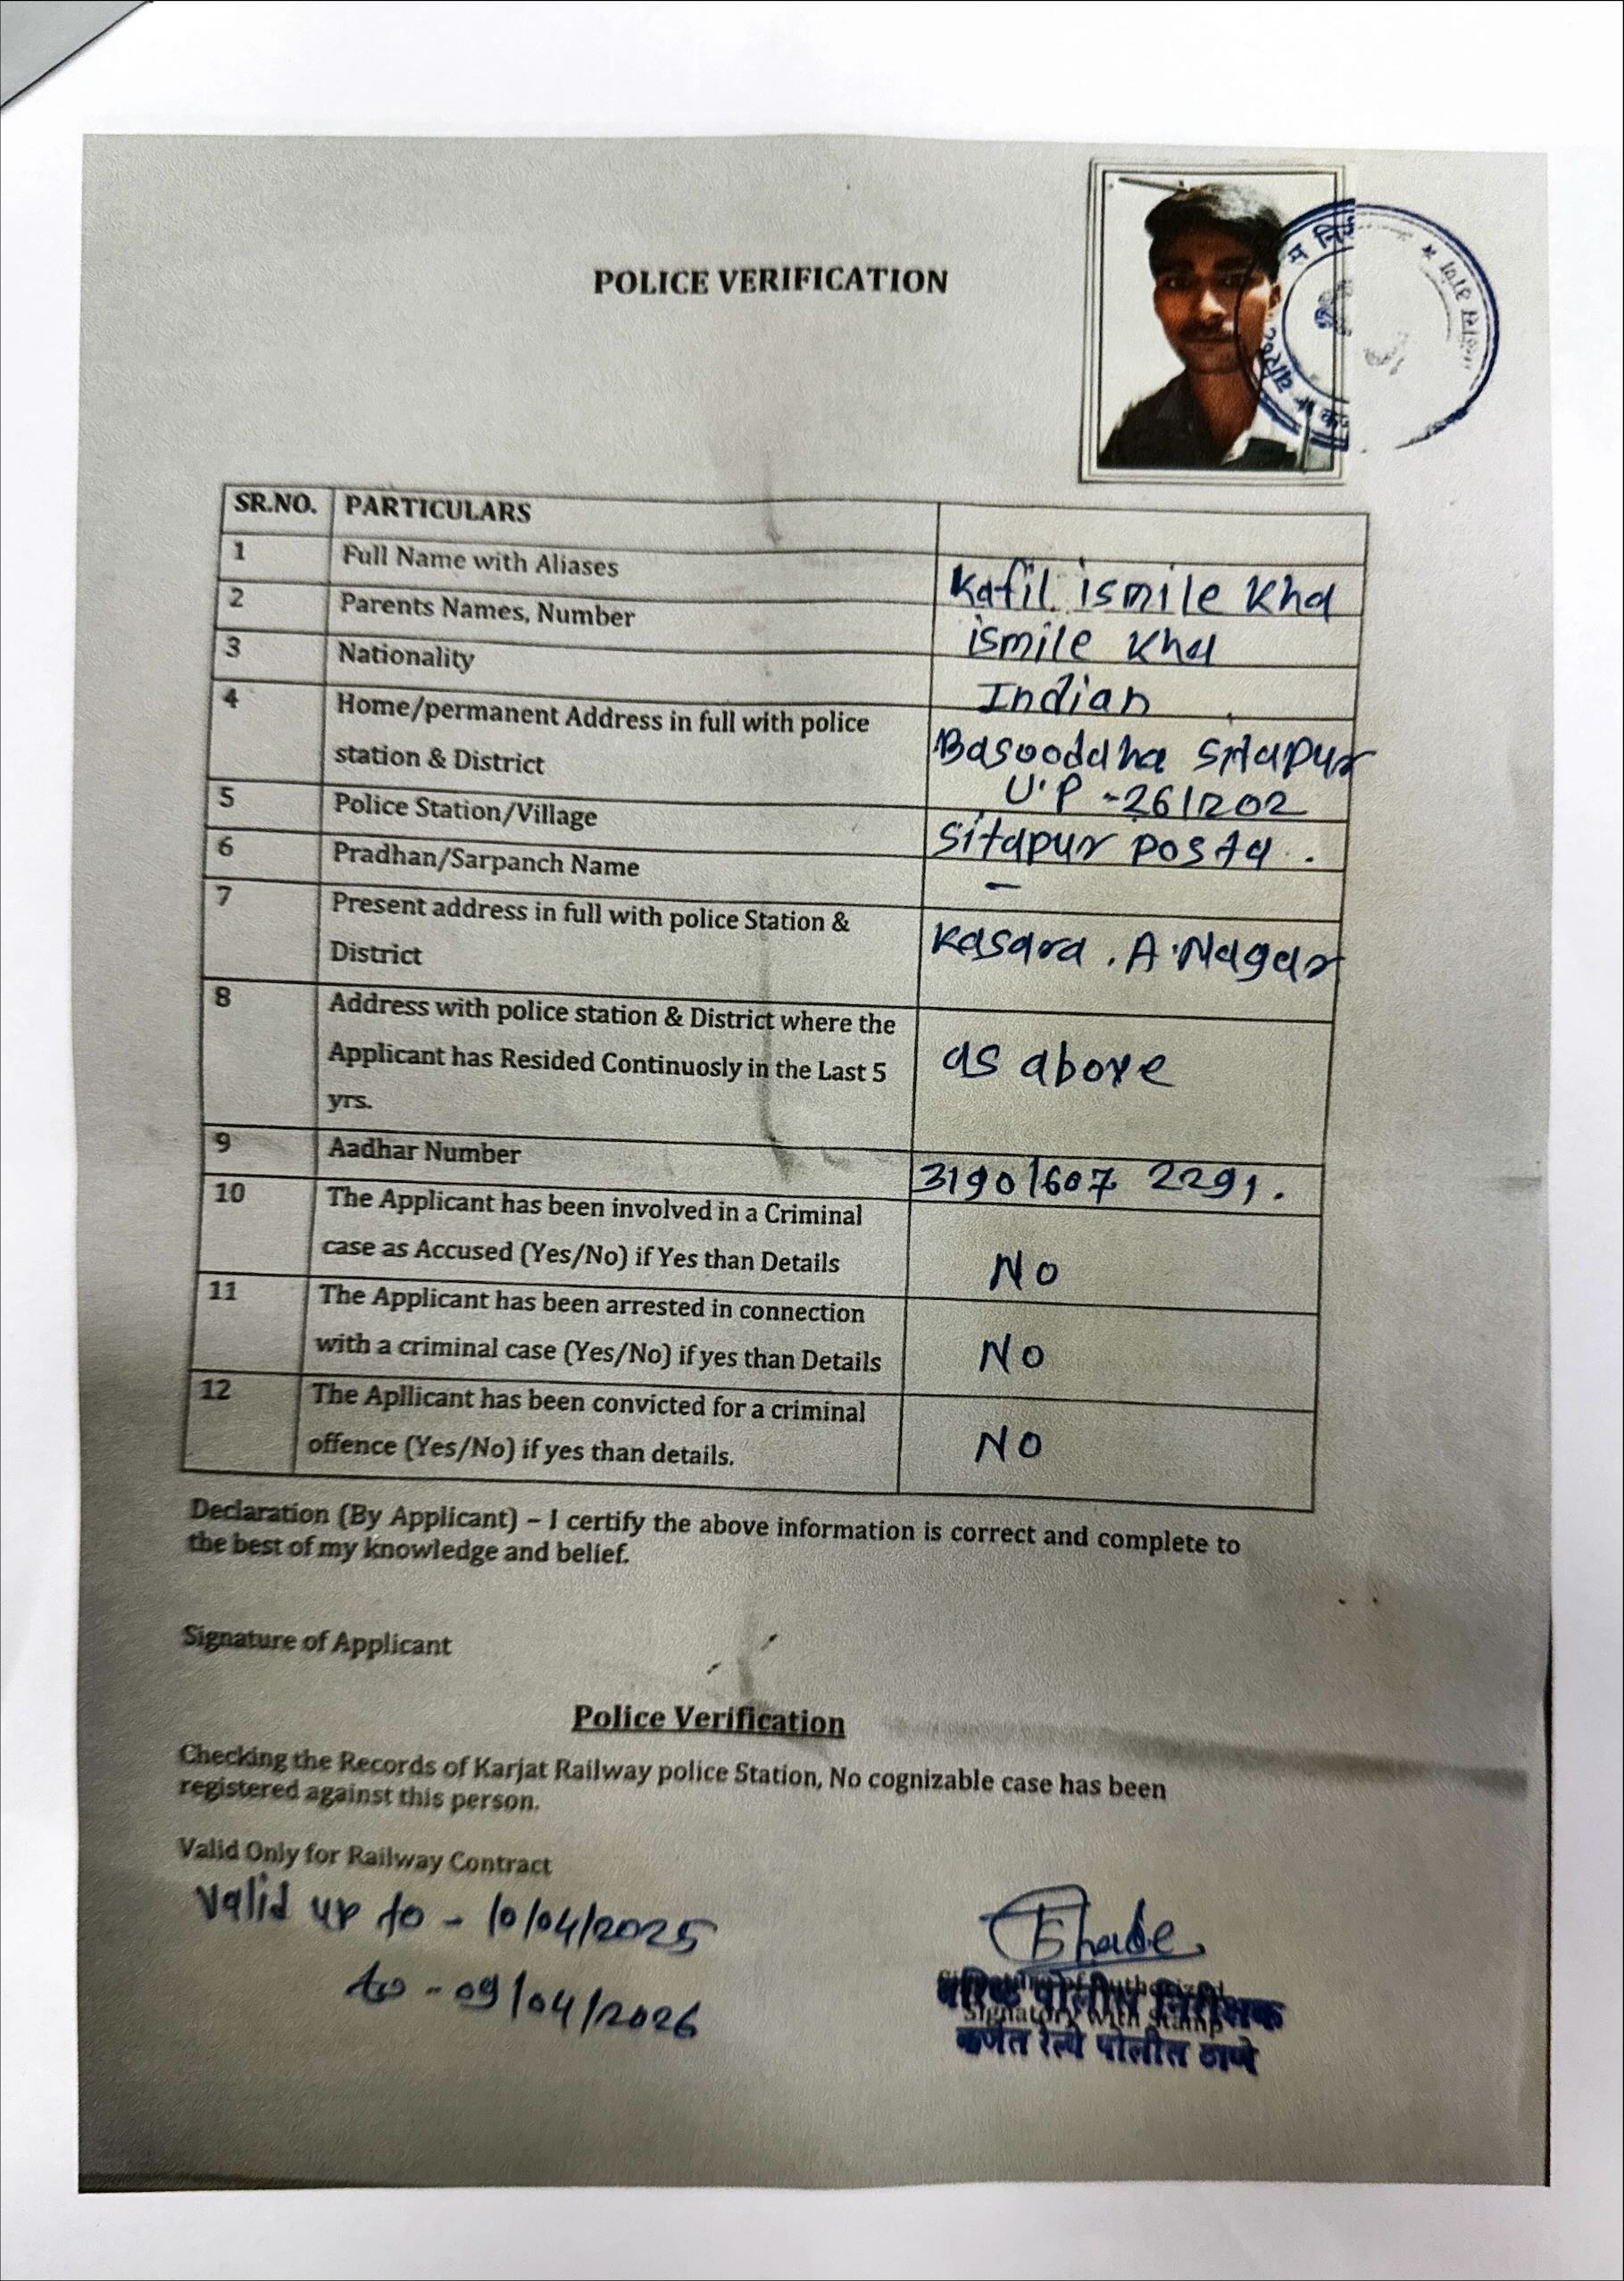 POLICE VERIFICATION
SR.NO. PARTICULARS
1 Full Name with Aliases Kafil ismile Khd
2 Parents Names, Number ismile Khd
3 Nationality Indian
4 Home/permanent Address in full with police
station & District
Basooddha Sitapur
U.P - 261202
5 Police Station/Village Sitapur Posta .
6 Pradhan/Sarpanch Name –
7 Present address in full with police Station &
District
Kasara . A. Nagar
8 Address with police station & District where the
Applicant has Resided Continuosly in the Last 5
yrs.
as above
9 Aadhar Number 3190 1607 2291.
10 The Applicant has been involved in a Criminal
case as Accused (Yes/No) if Yes than Details
No
11 The Applicant has been arrested in connection
with a criminal case (Yes/No) if yes than Details
No
12 The Apllicant has been convicted for a criminal
offence (Yes/No) if yes than details.
NO
Declaration (By Applicant) – I certify the above information is correct and complete to
the best of my knowledge and belief.
Signature of Applicant
Police Verification
Checking the Records of Karjat Railway police Station, No cognizable case has been
registered against this person.
Valid Only for Railway Contract
Valid up to - 10/04/2025
to - 09/04/2026
Signatory with Stamp
वरिष्ठ पोलीस निरीक्षक
कर्जत रेल्वे पोलीस ठाणे